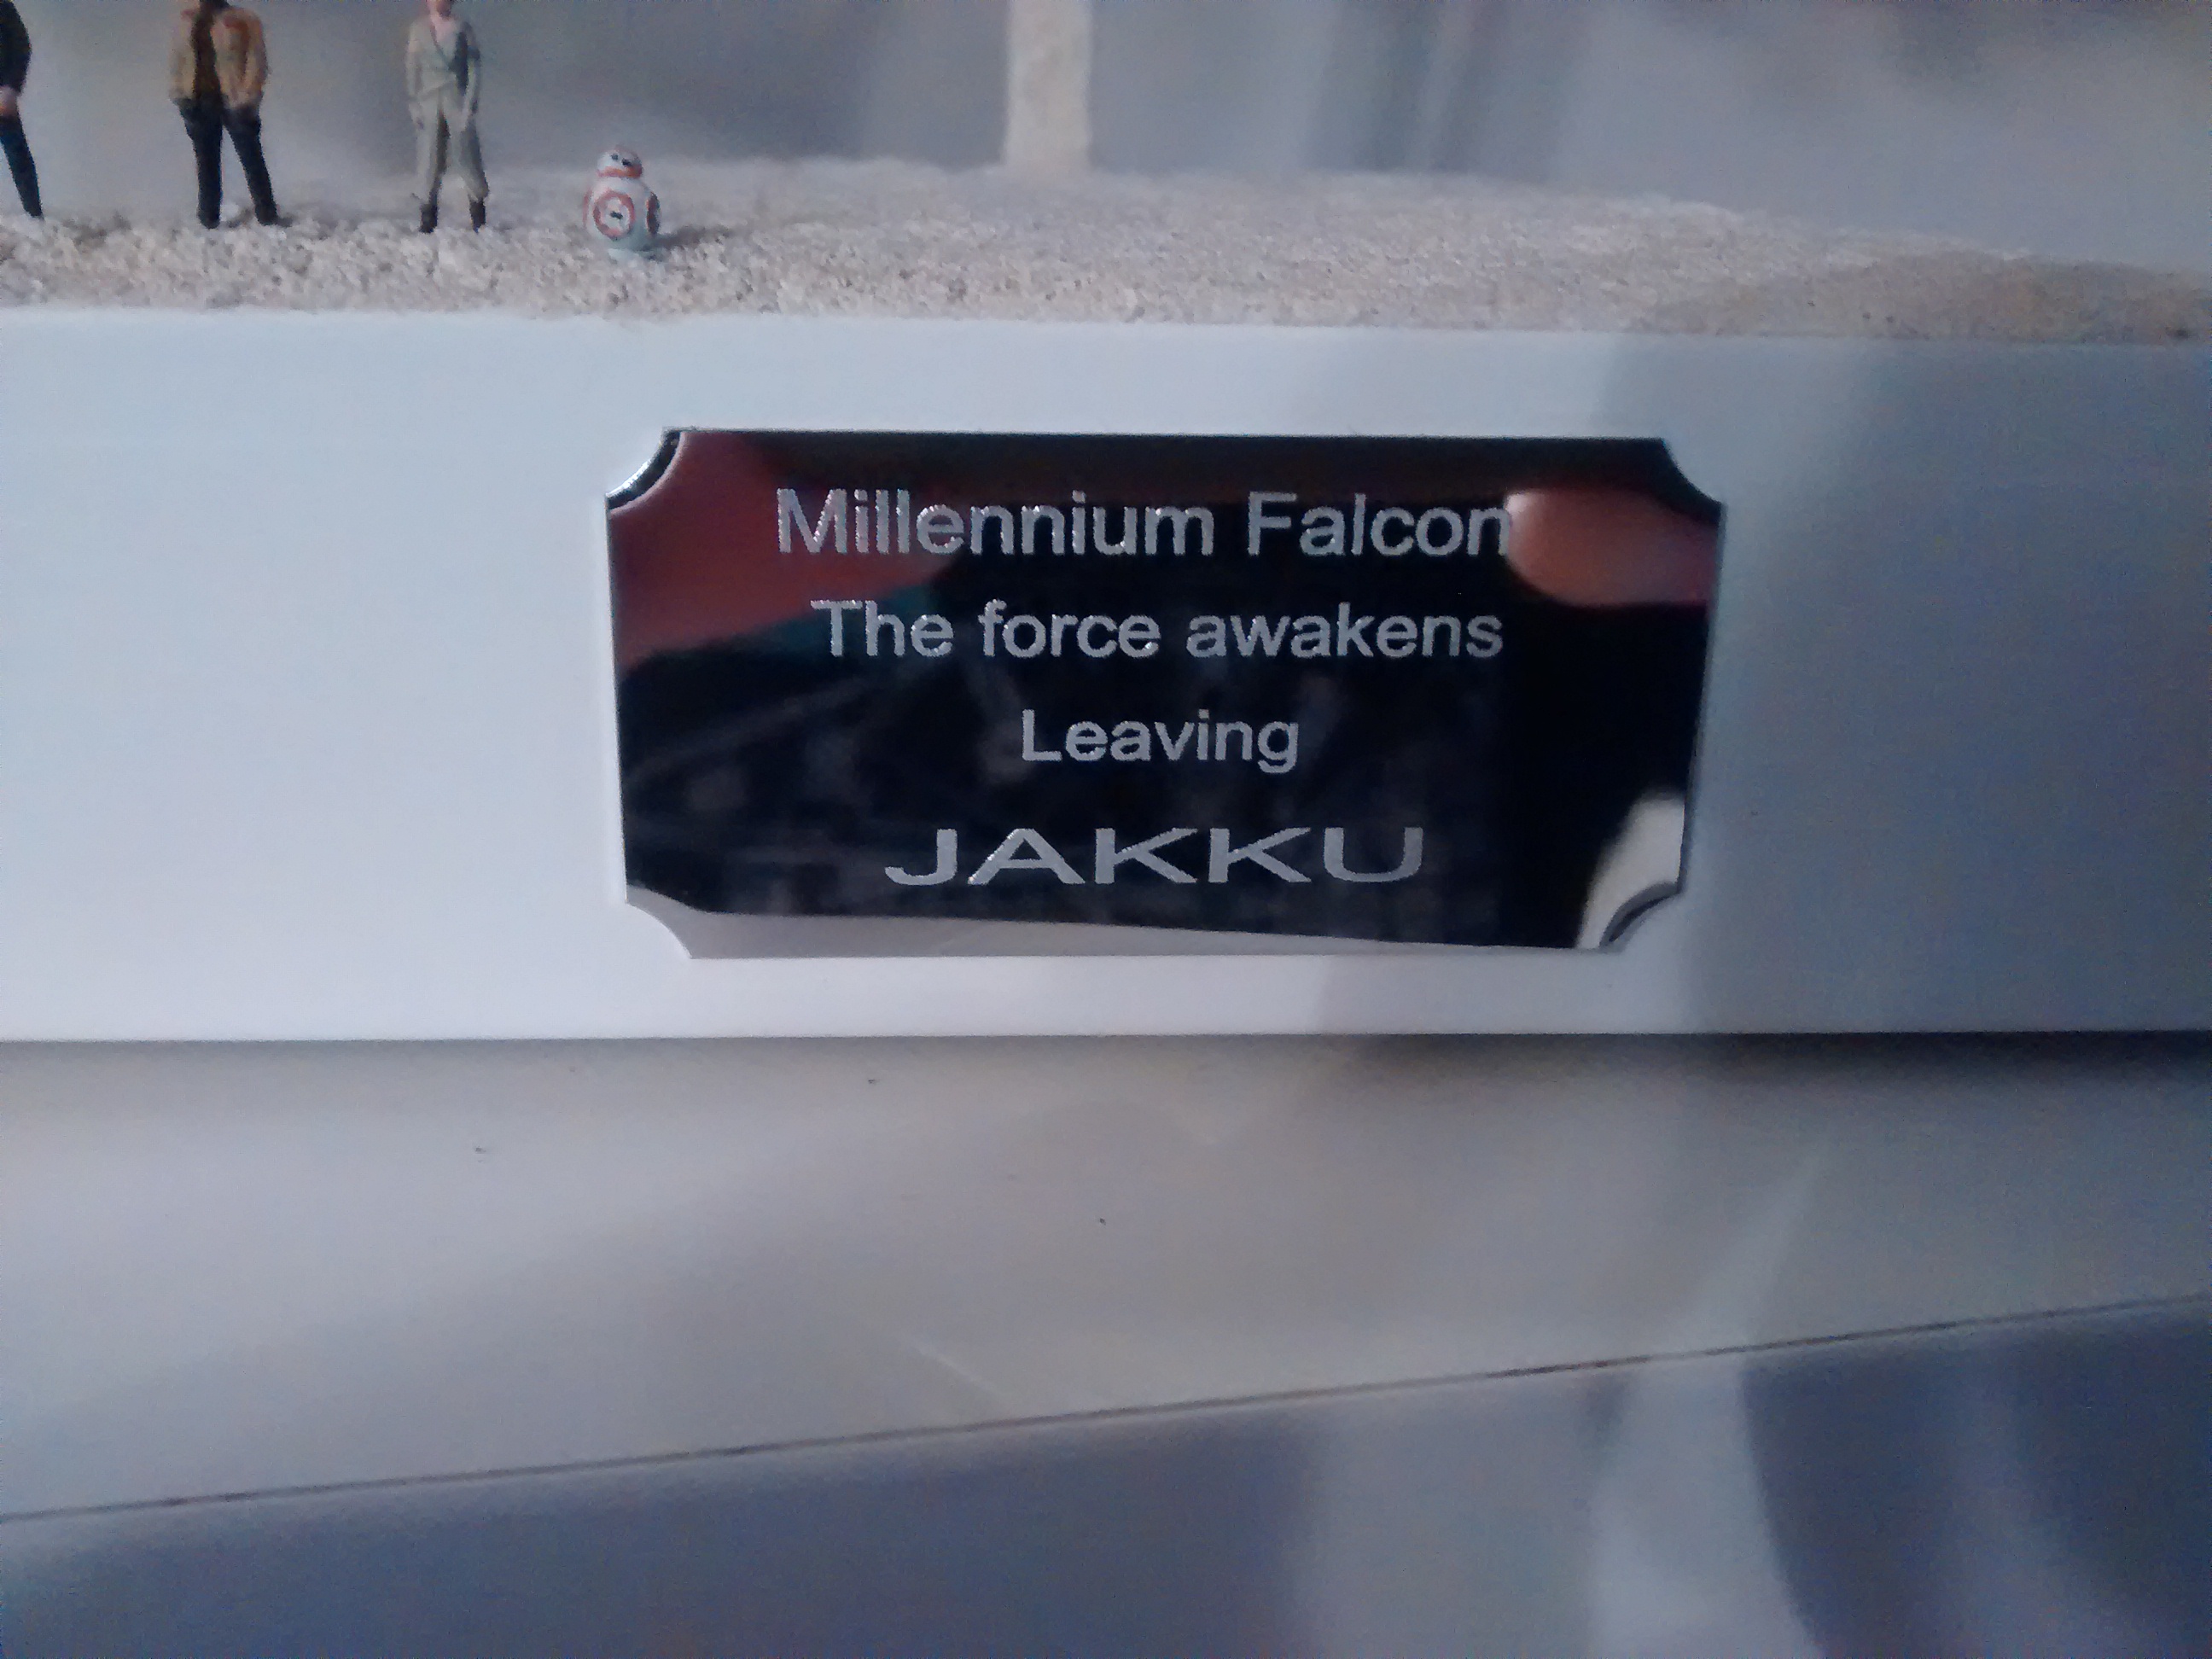 Millennium Falcon
The force awakens
Leaving
JAKKU